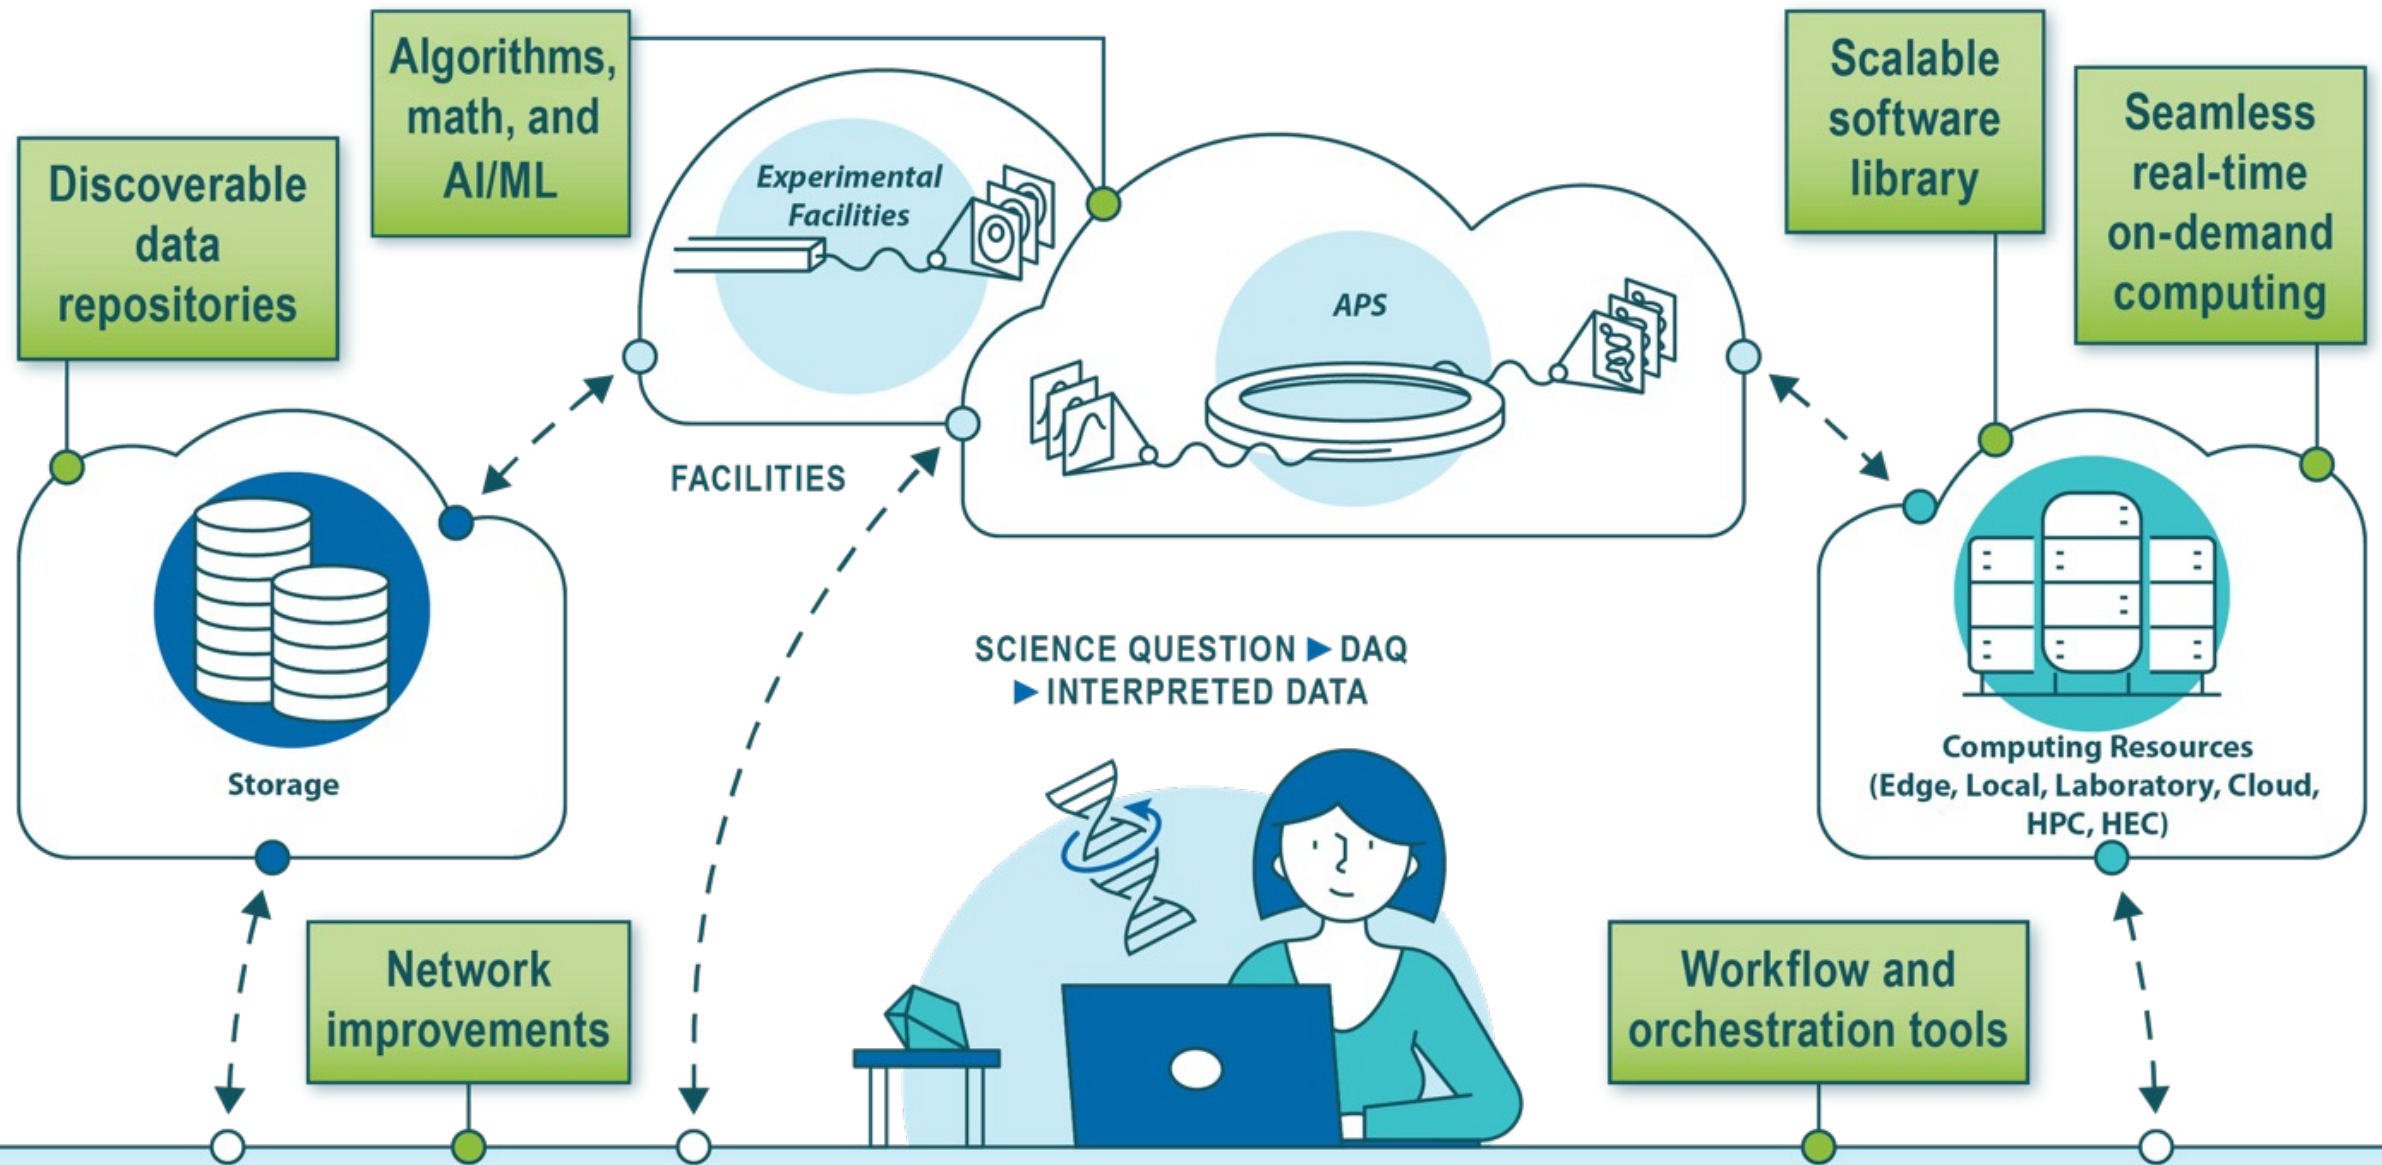 Algorithms,
math, and
AI/ML
Scalable
software
library
Seamless
real-time
on-demand
computing
Discoverable
data
repositories
Experimental
Facilities
APS
FACILITIES
SCIENCE QUESTION ▶ DAQ
▶ INTERPRETED DATA
Storage
Computing Resources
(Edge, Local, Laboratory, Cloud,
HPC, HEC)
Network
improvements
Workflow and
orchestration tools